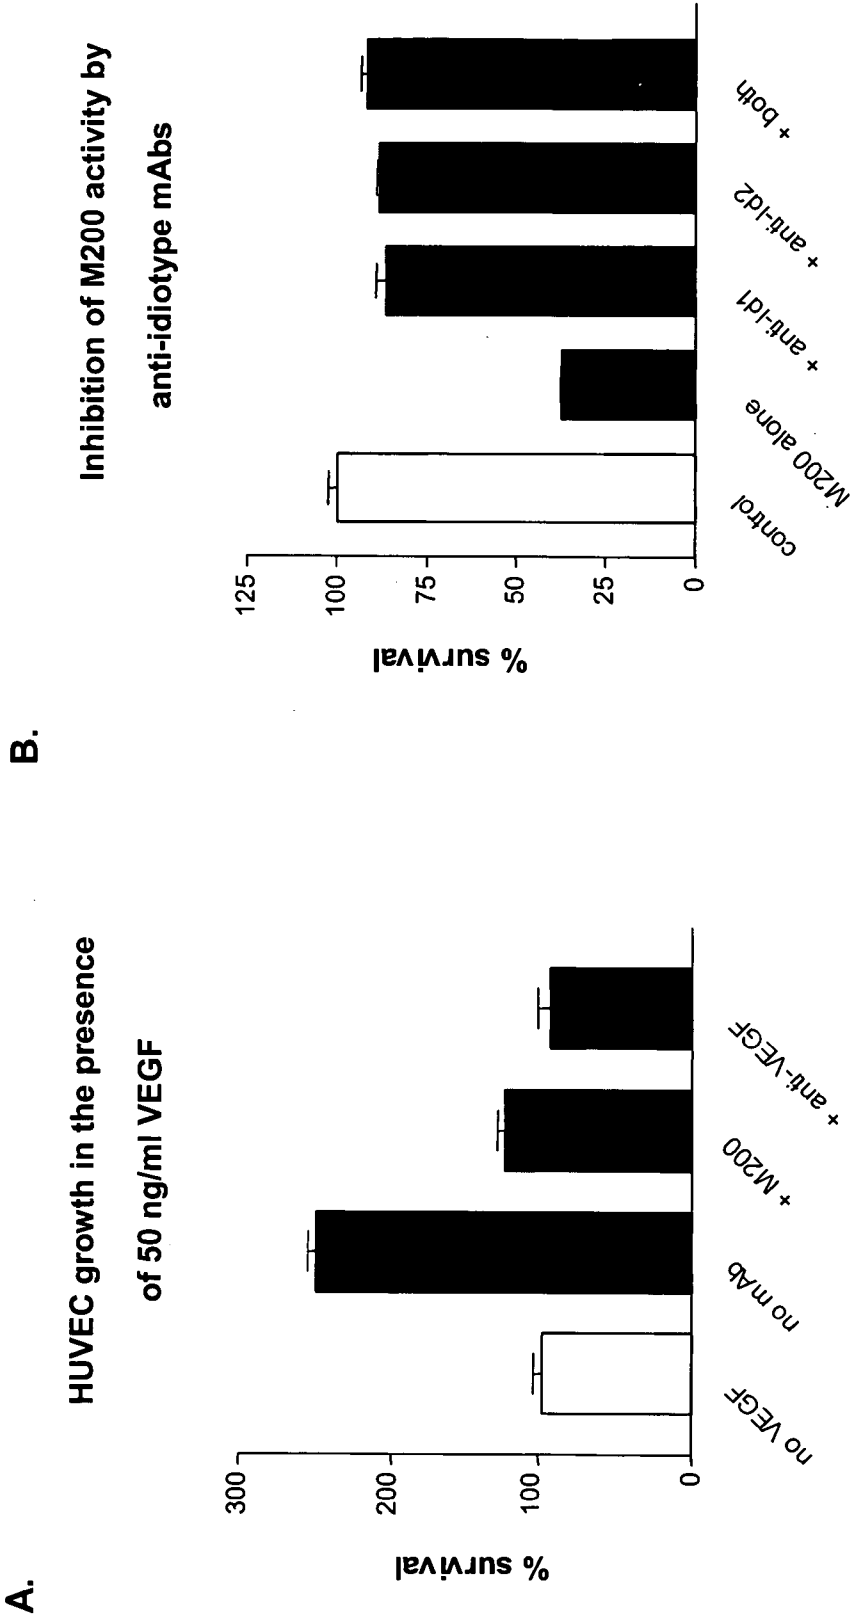 A.
HUVEC growth in the presence
of 50 ng/ml VEGF
% survival
300
200
100
0
no VEGF
no mAb
+ M200
+ anti-VEGF
B.
Inhibition of M200 activity by
anti-idiotype mAbs
% survival
125
100
75
50
25
0
control
M200 alone
+ anti-Id1
+ anti-Id2
+ both